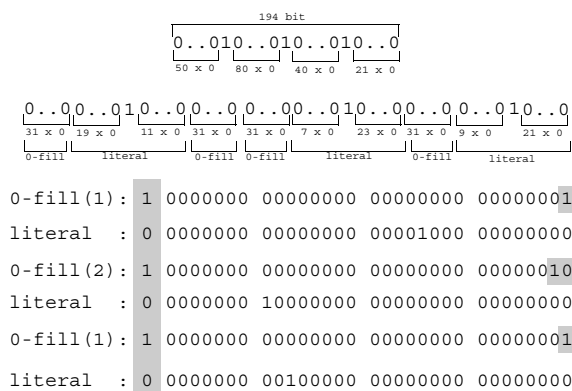 194 bit
0..010..010..010..0
50 x 0 80 x 0 40 x 0 21 x 0
0..00..010..00..0 0..00..010..00..0 0..010..0
31 x 0 19 x 0 11 x 0 31 x 0 31 x 0 7 x 0 23 x 0 31 x 0 9 x 0 21 x 0
0-fill literal 0-fill 0-fill literal 0-fill literal
0-fill(1): 1 0000000 00000000 00000000 00000001
literal : 0 0000000 00000000 00001000 00000000
0-fill(2): 1 0000000 00000000 00000000 00000010
literal : 0 0000000 10000000 00000000 00000000
0-fill(1): 1 0000000 00000000 00000000 00000001
literal : 0 0000000 00100000 00000000 00000000